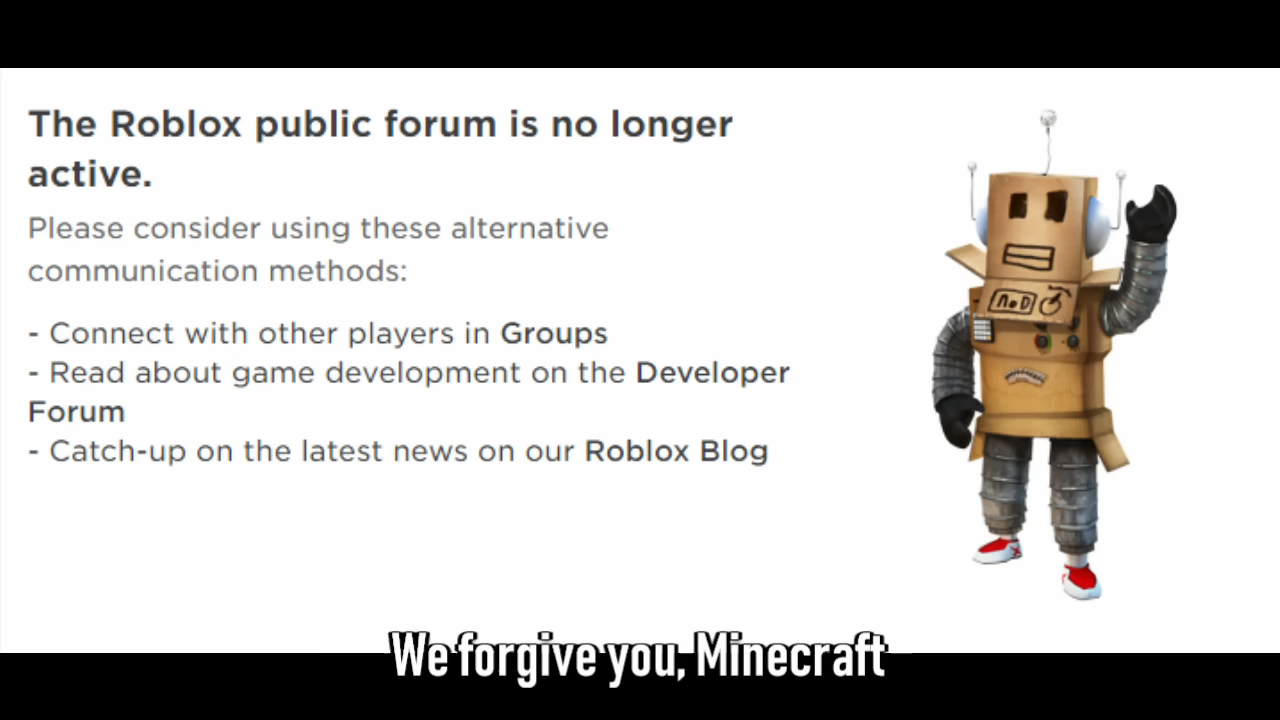 The Roblox public forum is no longer
active.
Please consider using these alternative
communication methods:
- Connect with other players in Groups
- Read about game development on the Developer
Forum
- Catch-up on the latest news on our Roblox Blog
We forgive you, Minecraft